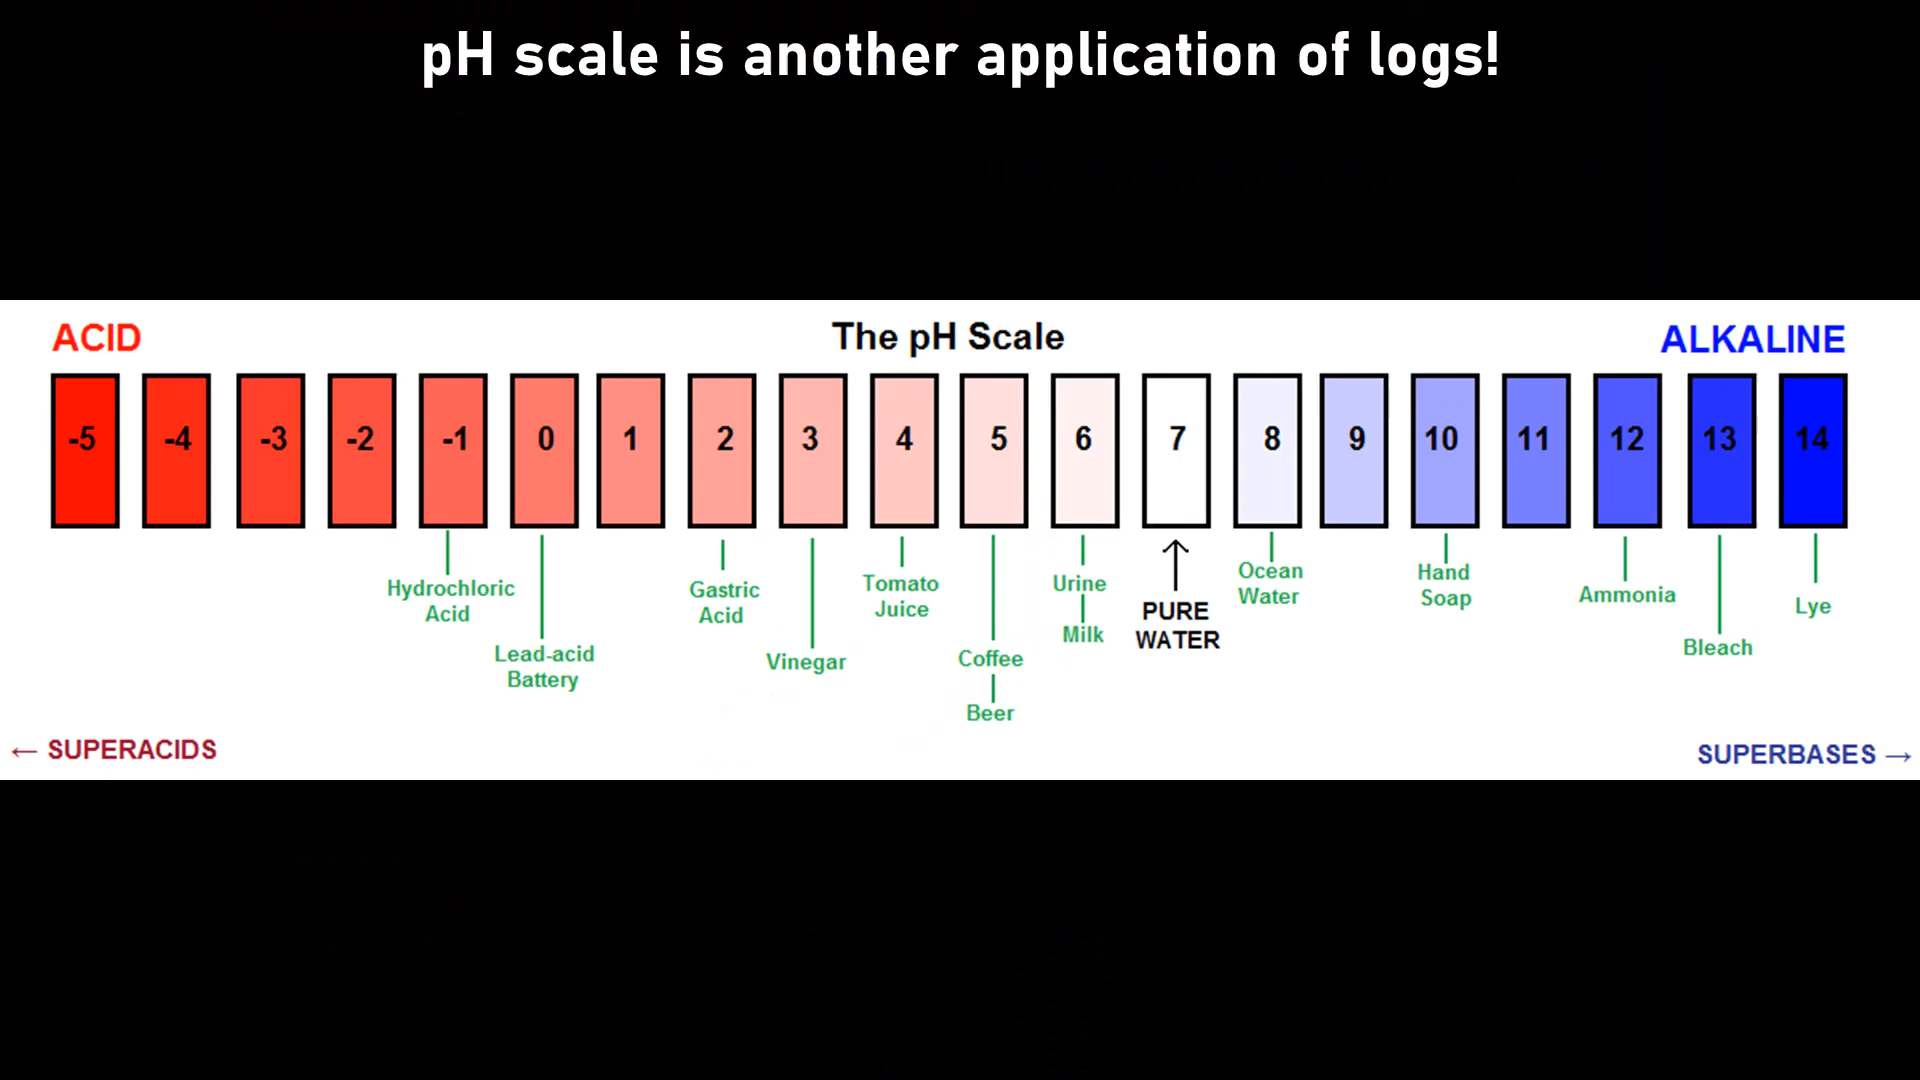 pH scale is another application of logs!
ACID
The pH Scale
ALKALINE
-5 -4 -3 -2 -1 0 1 2 3 4 5 6 7 8 9 10 11 12 13 14
Hydrochloric
Acid
Lead-acid
Battery
Gastric
Acid
Vinegar
Tomato
Juice
Coffee
Beer
Urine
Milk
PURE
WATER
Ocean
Water
Hand
Soap
Ammonia
Bleach
Lye
← SUPERACIDS
SUPERBASES →